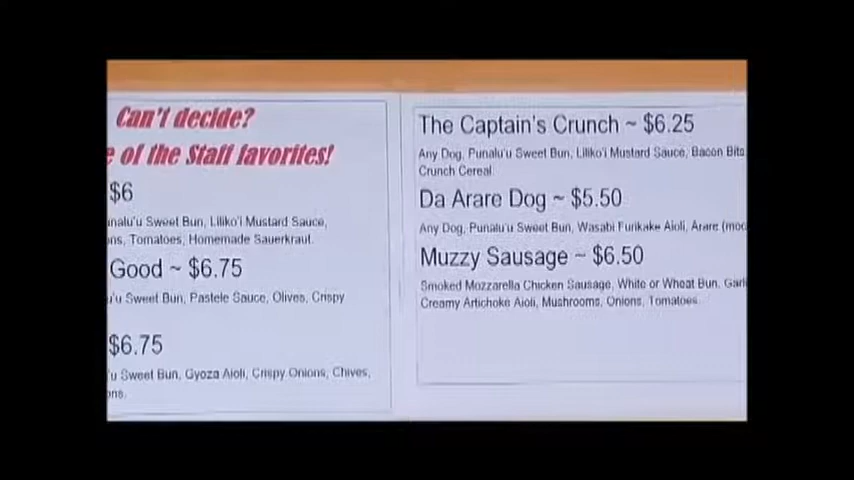 Can't decide?
of the Staff favorites!
$6
Sweet Bun, Liliko'i Mustard Sauce,
Tomatoes, Homemade Sauerkraut.
Good ~ $6.75
Sweet Bun, Pastele Sauce, Olives, Crispy
$6.75
Sweet Bun, Gyoza Aioli, Crispy Onions, Chives,
The Captain's Crunch ~ $6.25
Any Dog, Punalu'u Sweet Bun, Liliko'i Mustard Sauce, Bacon Bits
Crunch Cereal
Da Arare Dog ~ $5.50
Any Dog, Punalu'u Sweet Bun, Wasabi Furikake Aioli, Arare
Muzzy Sausage ~ $6.50
Smoked Mozzarella Chicken Sausage, White or Wheat Bun,
Creamy Artichoke Aioli, Mushrooms, Onions, Tomatoes